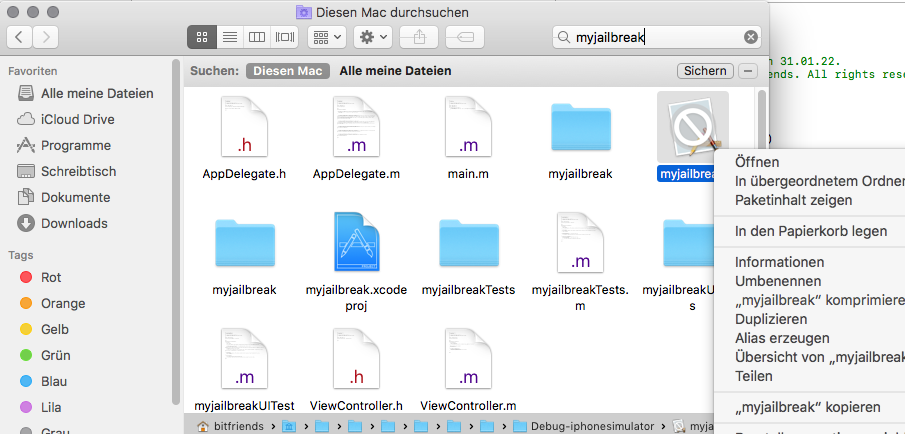 Diesen Mac durchsuchen
myjailbreak
Suchen: Diesen Mac Alle meine Dateien Sichern
Favoriten
Alle meine Dateien
iCloud Drive
Programme
Schreibtisch
Dokumente
Downloads
Tags
Rot
Orange
Gelb
Grün
Blau
Lila
Grau
.h
.m
.m
AppDelegate.h
AppDelegate.m
main.m
myjailbreak
myjailbreak
.m
myjailbreak
myjailbreak.xcode
proj
myjailbreakTests
myjailbreakTests.
m
myjailbreakU
s
.m
.h
.m
myjailbreakUITest
ViewController.h
ViewController.m
bitfriends
Debug-iphonesimulator
myja
31.01.22.
ends. All rights rese
Öffnen
In übergeordnetem Ordner
Paketinhalt zeigen
In den Papierkorb legen
Informationen
Umbenennen
„myjailbreak“ komprimiere
Duplizieren
Alias erzeugen
Übersicht von „myjailbreak
Teilen
„myjailbreak“ kopieren